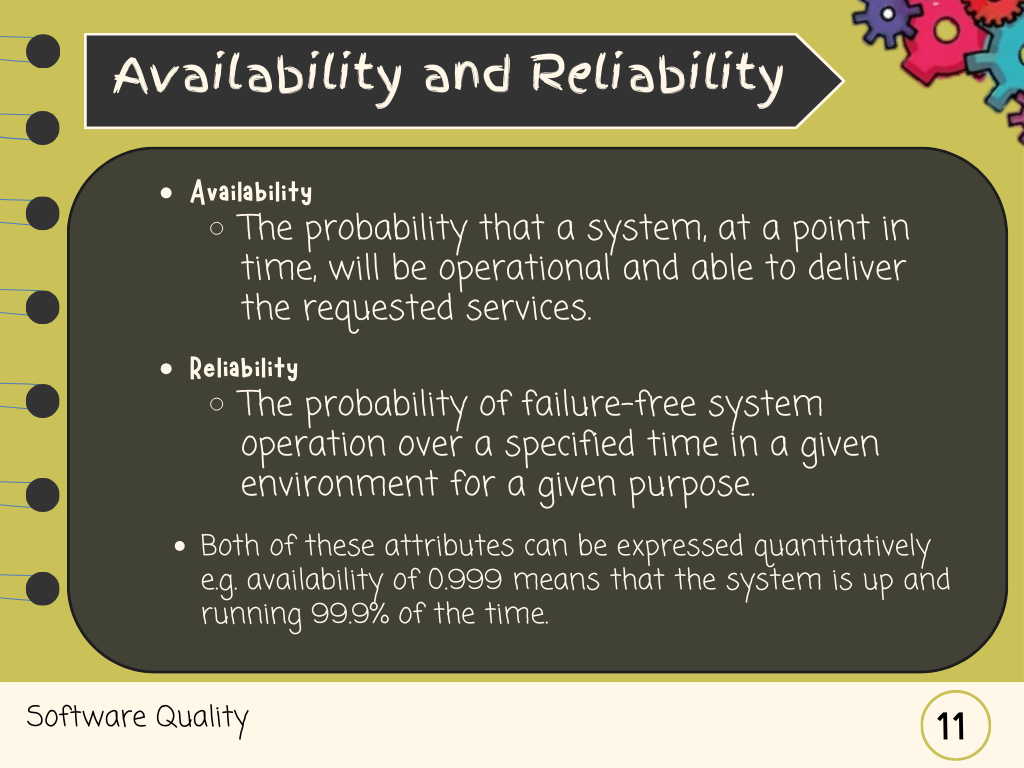 Availability and Reliability
• Availability
○ The probability that a system, at a point in
time, will be operational and able to deliver
the requested services.
• Reliability
○ The probability of failure-free system
operation over a specified time in a given
environment for a given purpose.
• Both of these attributes can be expressed quantitatively
e.g. availability of 0.999 means that the system is up and
running 99.9% of the time.
Software Quality
11